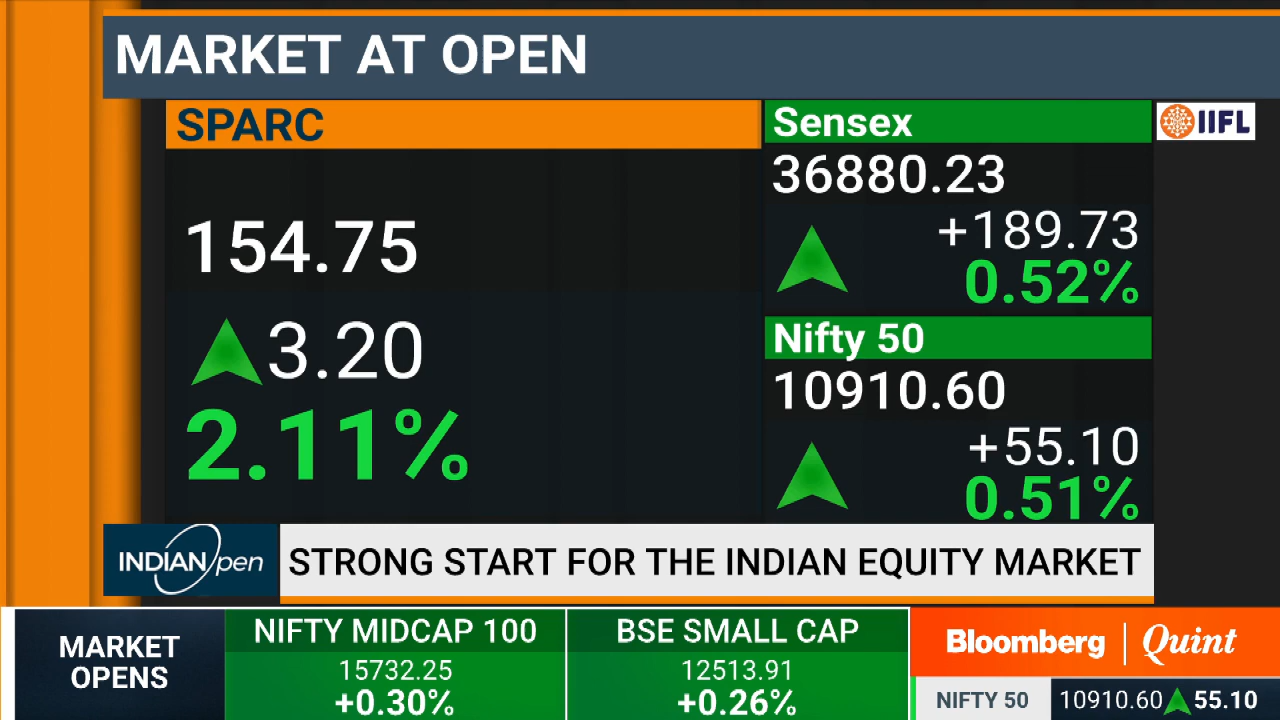 MARKET AT OPEN
SPARC
154.75
3.20
2.11%
Sensex
36880.23
+189.73
0.52%
Nifty 50
10910.60
+55.10
0.51%
IIFL
INDIAN Open
STRONG START FOR THE INDIAN EQUITY MARKET
MARKET
OPENS
NIFTY MIDCAP 100
15732.25
+0.30%
BSE SMALL CAP
12513.91
+0.26%
Bloomberg | Quint
NIFTY 50 10910.60 55.10